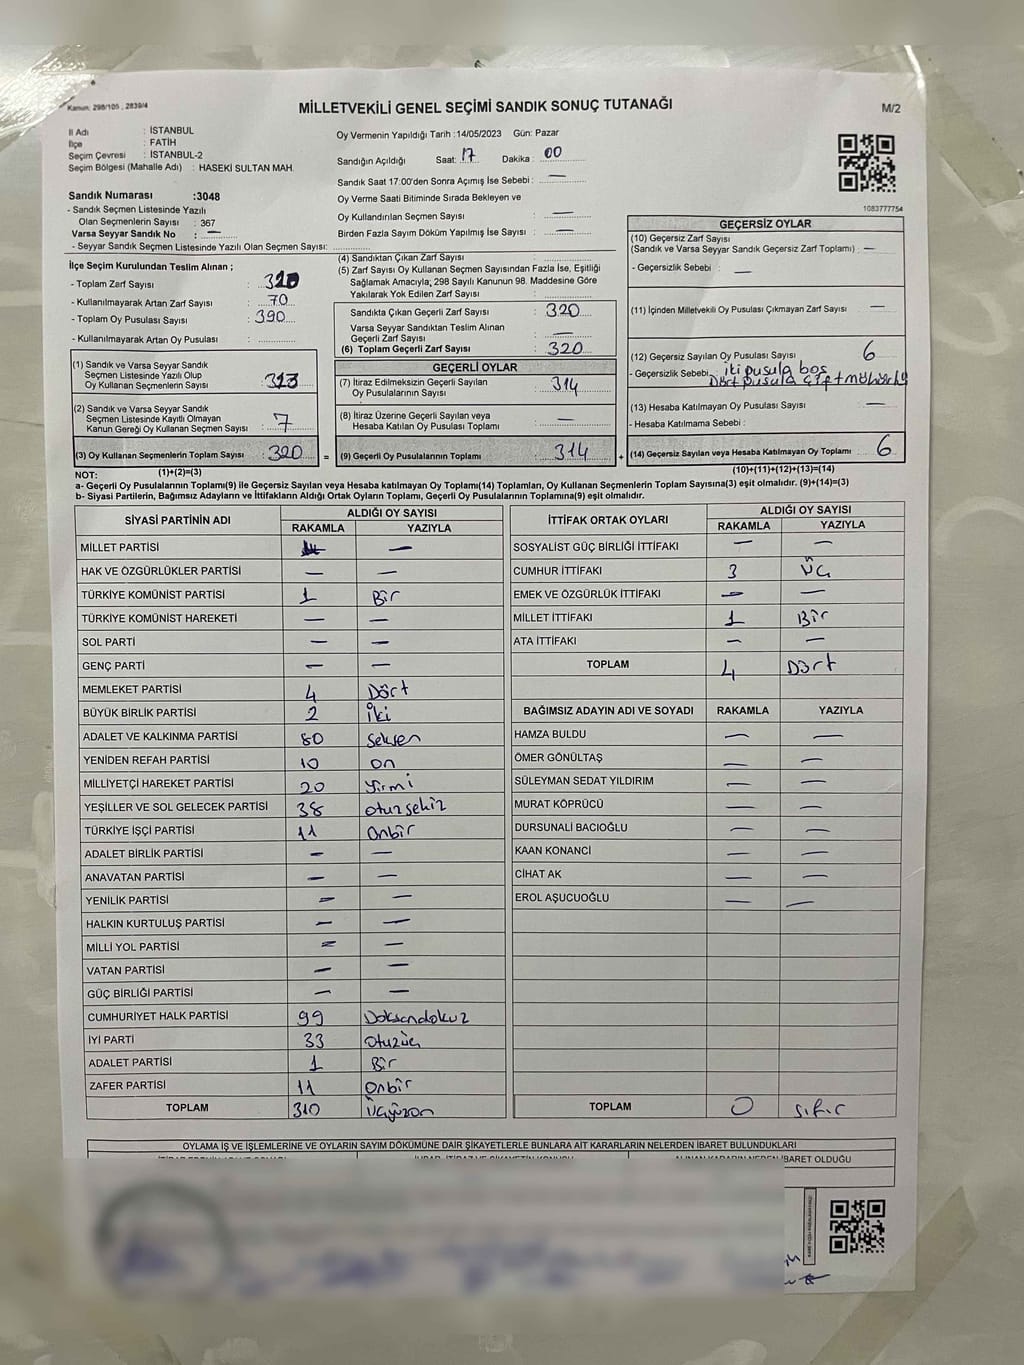 Kanun: 298/105 ; 2839/4
MİLLETVEKİLİ GENEL SEÇİMİ SANDIK SONUÇ TUTANAĞI
M/2
İl Adı : İSTANBUL
İlçe : FATİH
Seçim Çevresi : İSTANBUL-2
Seçim Bölgesi (Mahalle Adı) : HASEKİ SULTAN MAH.
Oy Vermenin Yapıldığı Tarih :14/05/2023 Gün: Pazar
Sandığın Açıldığı Saat: 17 Dakika : 00
Sandık Saat 17:00'den Sonra Açımış İse Sebebi : —
Oy Verme Saati Bitiminde Sırada Bekleyen ve
Oy Kullandırılan Seçmen Sayısı : —
Birden Fazla Sayım Döküm Yapılmış İse Sayısı : —
1083777754
Sandık Numarası :3048
- Sandık Seçmen Listesinde Yazılı
Olan Seçmenlerin Sayısı : 367
Varsa Seyyar Sandık No : —
- Seyyar Sandık Seçmen Listesinde Yazılı Olan Seçmen Sayısı:
İlçe Seçim Kurulundan Teslim Alınan ;
- Toplam Zarf Sayısı :
- Kullanılmayarak Artan Zarf Sayısı : 70
- Toplam Oy Pusulası Sayısı : 390
- Kullanılmayarak Artan Oy Pusulası :
(1) Sandık ve Varsa Seyyar Sandık
Seçmen Listesinde Yazılı Olup
Oy Kullanan Seçmenlerin Sayısı : 313
(2) Sandık ve Varsa Seyyar Sandık
Seçmen Listesinde Kayıtlı Olmayan
Kanun Gereği Oy Kullanan Seçmen Sayısı : 7
(3) Oy Kullanan Seçmenlerin Toplam Sayısı : 320 =
(4) Sandıktan Çıkan Zarf Sayısı :
(5) Zarf Sayısı Oy Kullanan Seçmen Sayısından Fazla İse, Eşitliği
Sağlamak Amacıyla; 298 Sayılı Kanunun 98. Maddesine Göre
Yakılarak Yok Edilen Zarf Sayısı :
Sandıkta Çıkan Geçerli Zarf Sayısı : 320
Varsa Seyyar Sandıktan Teslim Alınan
Geçerli Zarf Sayısı : —
(6) Toplam Geçerli Zarf Sayısı : 320
GEÇERLİ OYLAR
(7) İtiraz Edilmeksizin Geçerli Sayılan
Oy Pusulalarının Sayısı : 314
(8) İtiraz Üzerine Geçerli Sayılan veya
Hesaba Katılan Oy Pusulası Toplamı : —
(9) Geçerli Oy Pusulalarının Toplamı : 314 +
GEÇERSİZ OYLAR
(10) Geçersiz Zarf Sayısı
(Sandık ve Varsa Seyyar Sandık Geçersiz Zarf Toplamı) : —
- Geçersizlik Sebebi : —
(11) İçinden Milletvekili Oy Pusulası Çıkmayan Zarf Sayısı : —
(12) Geçersiz Sayılan Oy Pusulası Sayısı : 6
- Geçersizlik Sebebi : iki pusula boş
Dört pusula çift mühürlü
(13) Hesaba Katılmayan Oy Pusulası Sayısı : —
- Hesaba Katılmama Sebebi :
(14) Geçersiz Sayılan veya Hesaba Katılmayan Oy Toplamı : 6
NOT: (1)+(2)=(3) (10)+(11)+(12)+(13)=(14)
a- Geçerli Oy Pusulalarının Toplamı(9) ile Geçersiz Sayılan veya Hesaba katılmayan Oy Toplamı(14) Toplamları, Oy Kullanan Seçmenlerin Toplam Sayısına(3) eşit olmalıdır. (9)+(14)=(3)
b- Siyasi Partilerin, Bağımsız Adayların ve İttifakların Aldığı Ortak Oyların Toplamı, Geçerli Oy Pusulalarının Toplamına(9) eşit olmalıdır.
SİYASİ PARTİNİN ADI ALDIĞI OY SAYISI
RAKAMLA YAZIYLA
MİLLET PARTİSİ —
HAK VE ÖZGÜRLÜKLER PARTİSİ — —
TÜRKİYE KOMÜNİST PARTİSİ 1 Bir
TÜRKİYE KOMÜNİST HAREKETİ — —
SOL PARTİ — —
GENÇ PARTİ — —
MEMLEKET PARTİSİ 4 Dört
BÜYÜK BİRLİK PARTİSİ 2 İki
ADALET VE KALKINMA PARTİSİ 80 Seksen
YENİDEN REFAH PARTİSİ 10 on
MİLLİYETÇİ HAREKET PARTİSİ 20 Yirmi
YEŞİLLER VE SOL GELECEK PARTİSİ 38 otuzsekiz
TÜRKİYE İŞÇİ PARTİSİ 11 Onbir
ADALET BİRLİK PARTİSİ — —
ANAVATAN PARTİSİ — —
YENİLİK PARTİSİ — —
HALKIN KURTULUŞ PARTİSİ — —
MİLLİ YOL PARTİSİ — —
VATAN PARTİSİ — —
GÜÇ BİRLİĞİ PARTİSİ — —
CUMHURİYET HALK PARTİSİ 99 Doksandokuz
İYİ PARTİ 33 otuzüç
ADALET PARTİSİ 1 Bir
ZAFER PARTİSİ 11 Onbir
TOPLAM 310 Üçyüzon
İTTİFAK ORTAK OYLARI ALDIĞI OY SAYISI
RAKAMLA YAZIYLA
SOSYALİST GÜÇ BİRLİĞİ İTTİFAKI — —
CUMHUR İTTİFAKI 3 Üç
EMEK VE ÖZGÜRLÜK İTTİFAKI — —
MİLLET İTTİFAKI 1 Bir
ATA İTTİFAKI — —
TOPLAM 4 Dört
BAĞIMSIZ ADAYIN ADI VE SOYADI RAKAMLA YAZIYLA
HAMZA BULDU — —
ÖMER GÖNÜLTAŞ — —
SÜLEYMAN SEDAT YILDIRIM — —
MURAT KÖPRÜCÜ — —
DURSUNALİ BACIOĞLU — —
KAAN KONANCİ — —
CİHAT AK — —
EROL AŞUCUOĞLU — —
TOPLAM 0 sıfır
OYLAMA İŞ VE İŞLEMLERİNE VE OYLARIN SAYIM DÖKÜMÜNE DAİR ŞİKAYETLERLE BUNLARA AİT KARARLARIN NELERDEN İBARET BULUNDUKLARI
ALINAN KARARIN NEDEN İBARET OLDUĞU